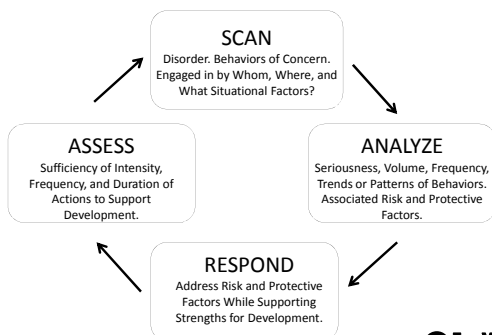 SCAN
Disorder. Behaviors of Concern.
Engaged in by Whom, Where, and
What Situational Factors?
ANALYZE
Seriousness, Volume, Frequency,
Trends or Patterns of Behaviors.
Associated Risk and Protective
Factors.
RESPOND
Address Risk and Protective
Factors While Supporting
Strengths for Development.
ASSESS
Sufficiency of Intensity,
Frequency, and Duration of
Actions to Support
Development.